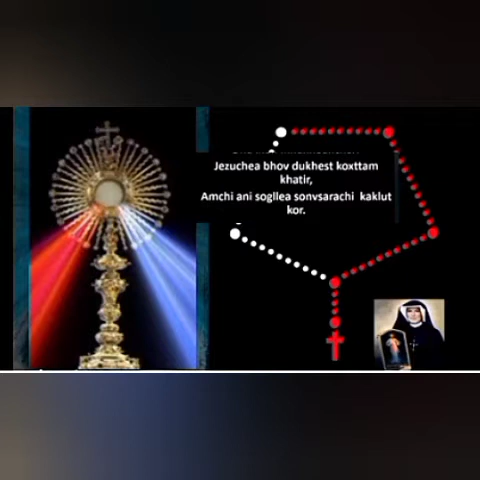 Jezuchea bhov dukhest koxttam
khatir,
Amchi ani sogllea sonvsarachi kaklut
kor.